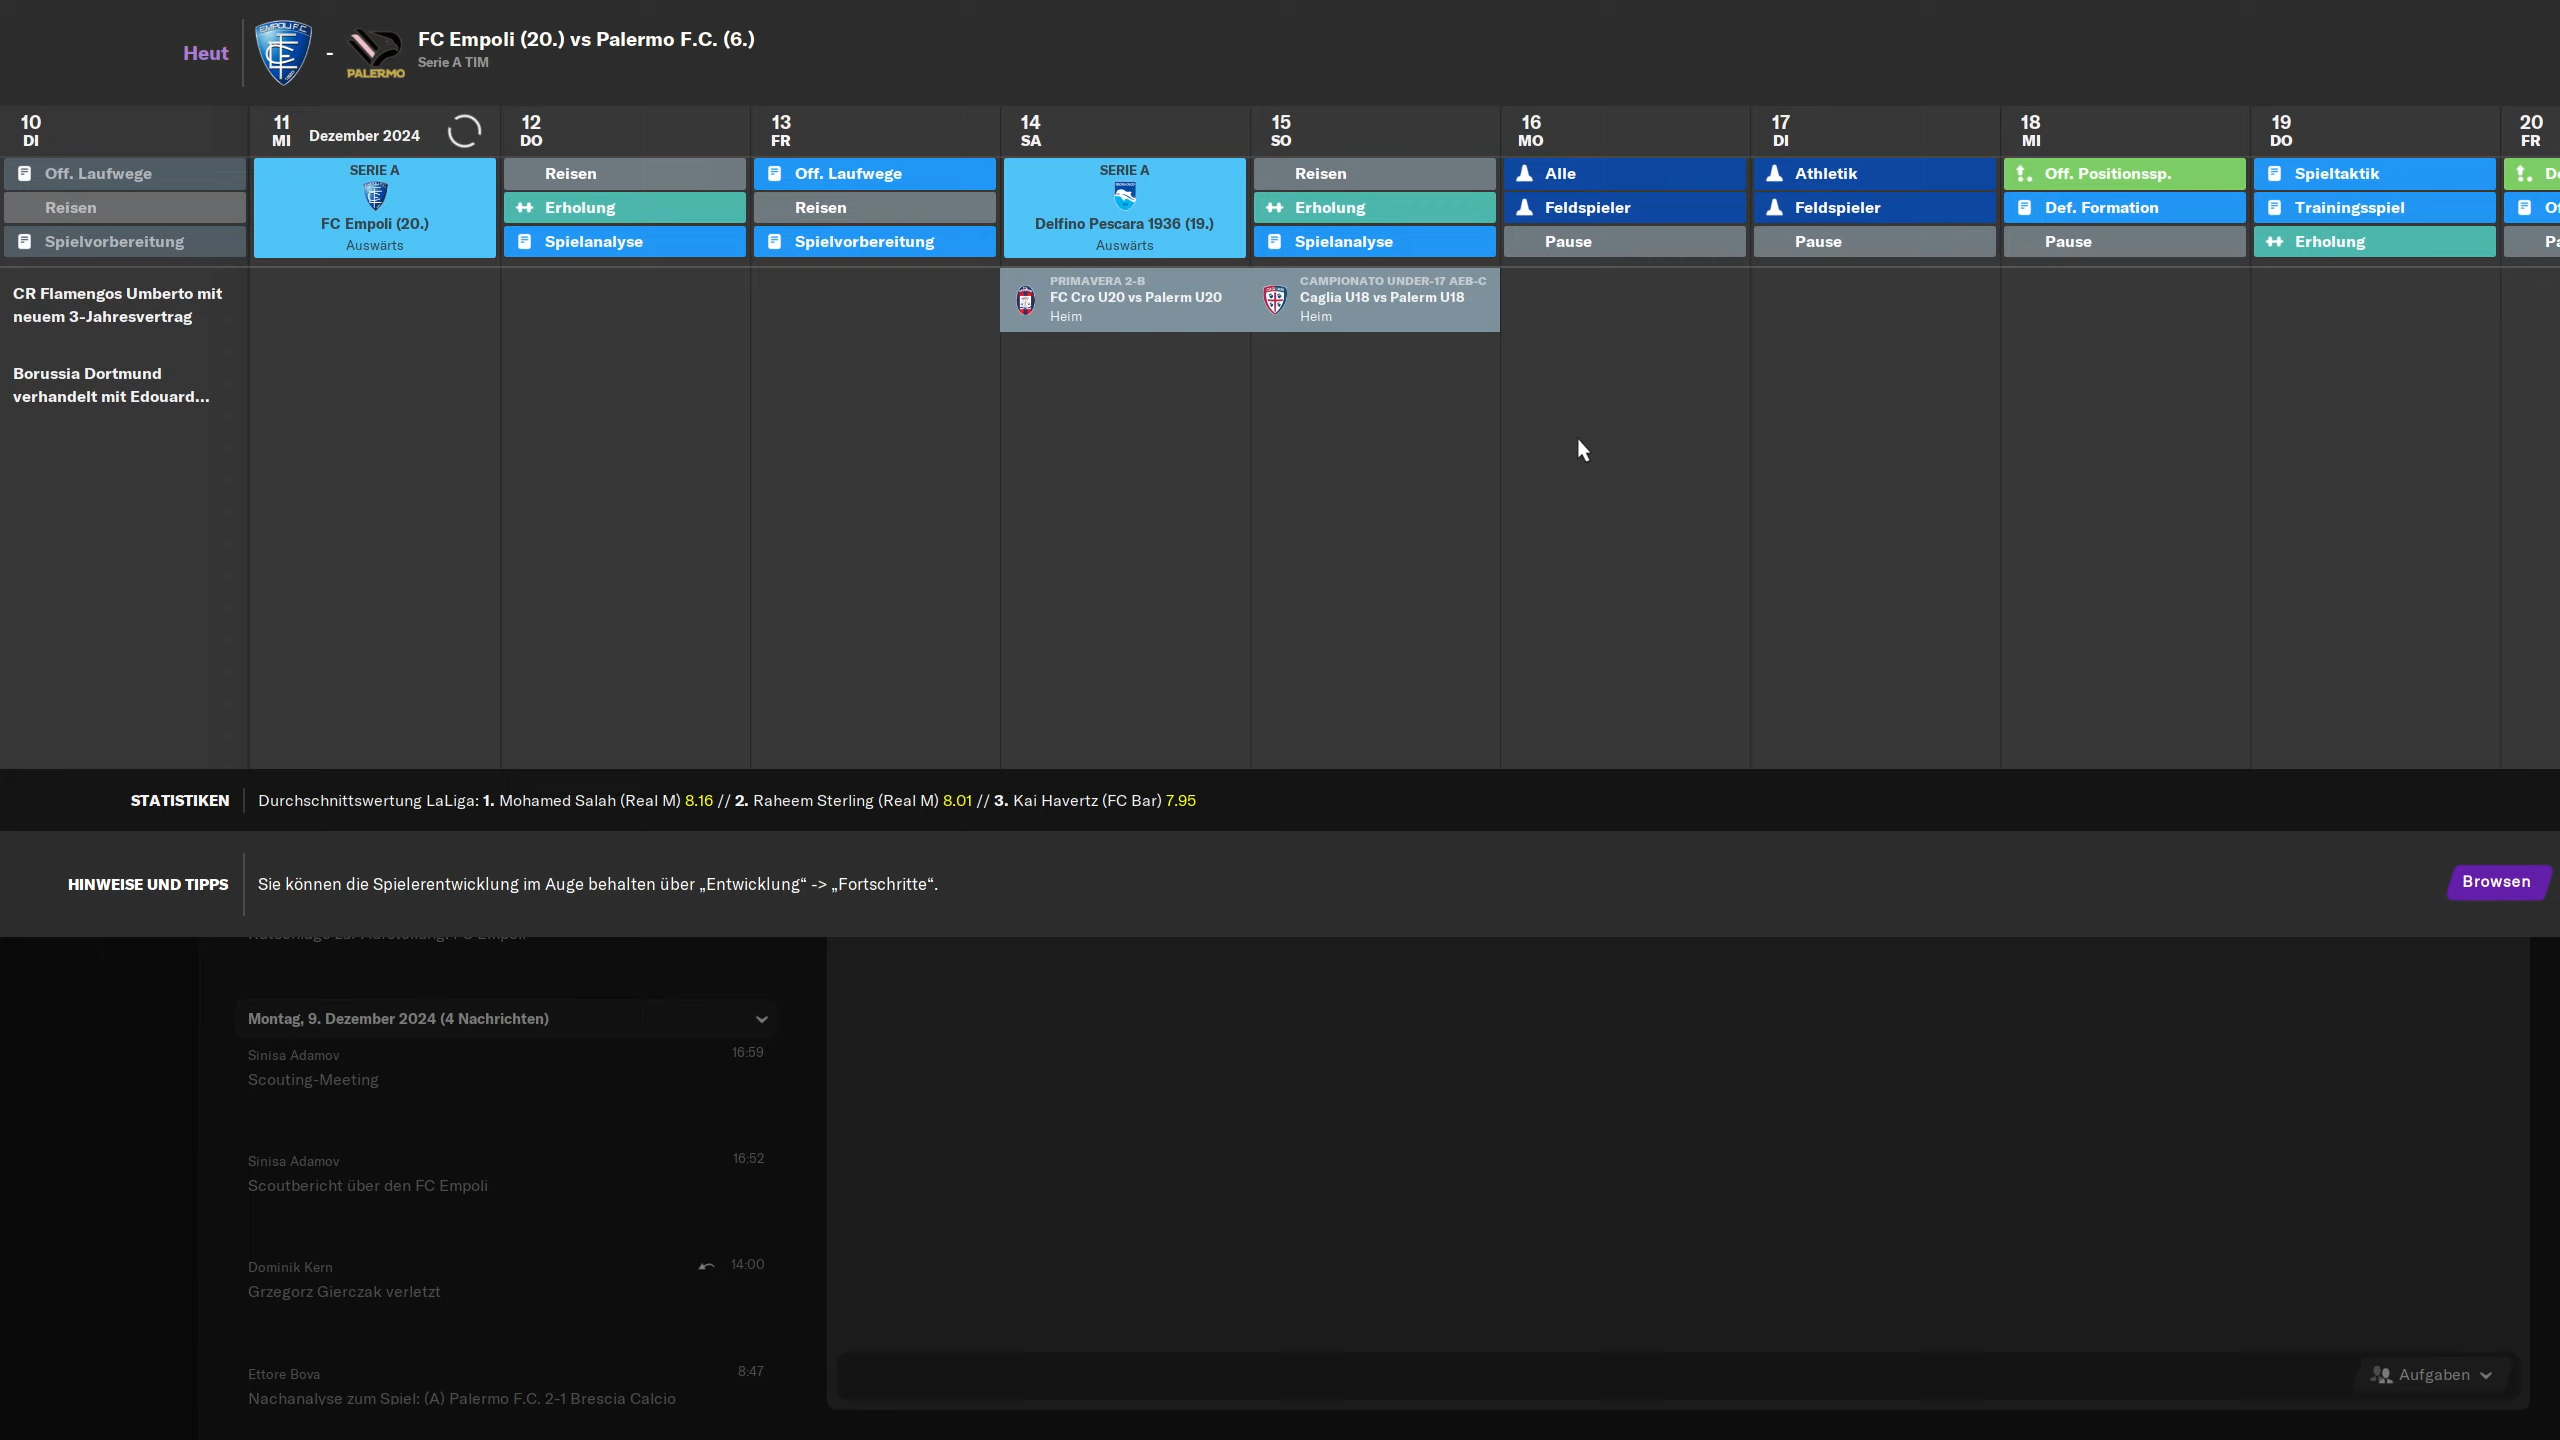 Heut
EMPOLI F.C.
-
PALERMO
FC Empoli (20.) vs Palermo F.C. (6.)
Serie A TIM
10
DI
Off. Laufwege
Reisen
Spielvorbereitung
CR Flamengos Umberto mit
neuem 3-Jahresvertrag
Borussia Dortmund
verhandelt mit Edouard...
11
MI
Dezember 2024
SERIE A
FC Empoli (20.)
Auswärts
12
DO
Reisen
Erholung
Spielanalyse
13
FR
Off. Laufwege
Reisen
Spielvorbereitung
14
SA
SERIE A
Delfino Pescara 1936 (19.)
Auswärts
PRIMAVERA 2-B
FC Cro U20 vs Palerm U20
Heim
15
SO
Reisen
Erholung
Spielanalyse
CAMPIONATO UNDER-17 AEB-C
Caglia U18 vs Palerm U18
Heim
16
MO
Alle
Feldspieler
Pause
17
DI
Athletik
Feldspieler
Pause
18
MI
Off. Positionssp.
Def. Formation
Pause
19
DO
Spieltaktik
Trainingsspiel
Erholung
20
FR
STATISTIKEN
Durchschnittswertung LaLiga: 1. Mohamed Salah (Real M) 8.16 // 2. Raheem Sterling (Real M) 8.01 // 3. Kai Havertz (FC Bar) 7.95
HINWEISE UND TIPPS
Sie können die Spielerentwicklung im Auge behalten über „Entwicklung“ -> „Fortschritte“.
Browsen
Montag, 9. Dezember 2024 (4 Nachrichten)
Sinisa Adamov
16:59
Scouting-Meeting
Sinisa Adamov
16:52
Scoutbericht über den FC Empoli
Dominik Kern
14:00
Grzegorz Gierczak verletzt
Ettore Bova
8:47
Nachanalyse zum Spiel: (A) Palermo F.C. 2-1 Brescia Calcio
Aufgaben